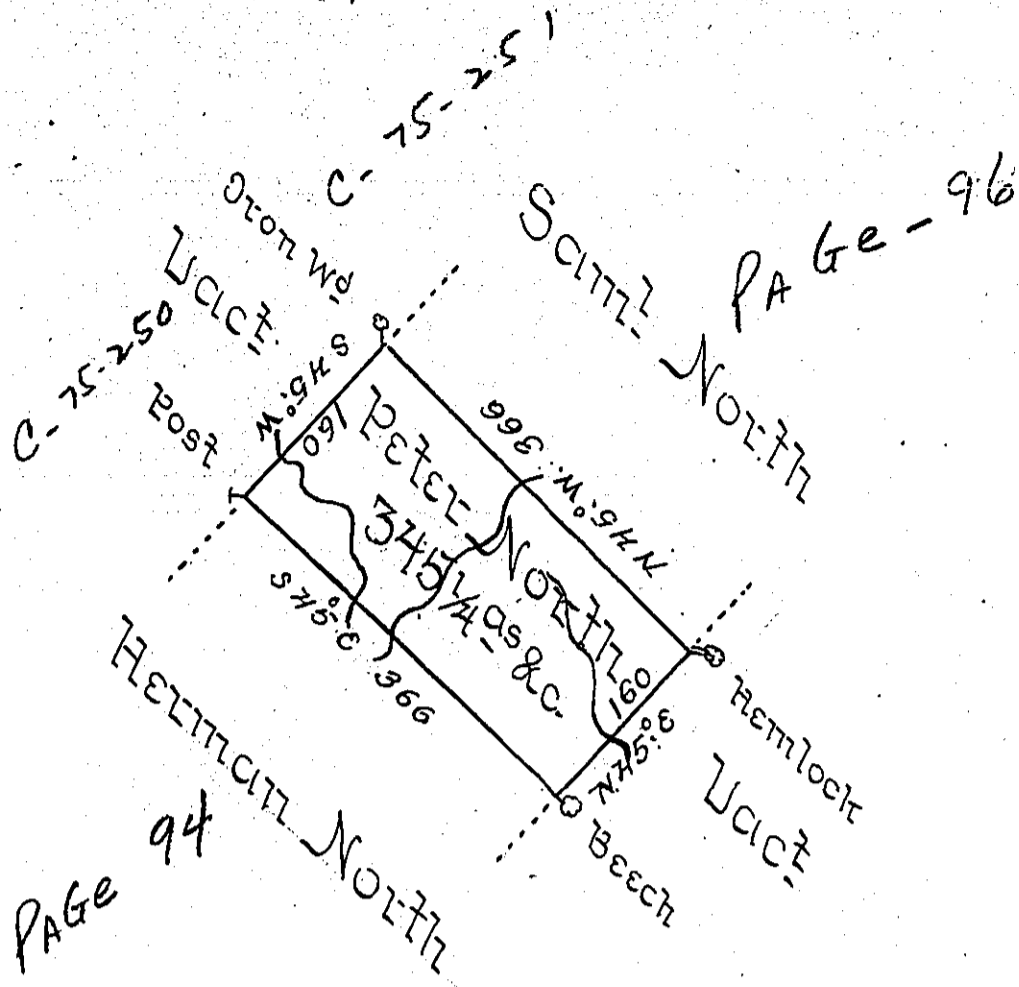 C-75-251
Iron Wd
Vact.
C-75-250
Post
Saml. North
PAGe-96
S45°W
160
N45°W. 366
Peter North
345 1/4 as &c.
S45°E 366
160
N45°E
Hemlock
Vact.
Beech
Herman North
PAGe 94